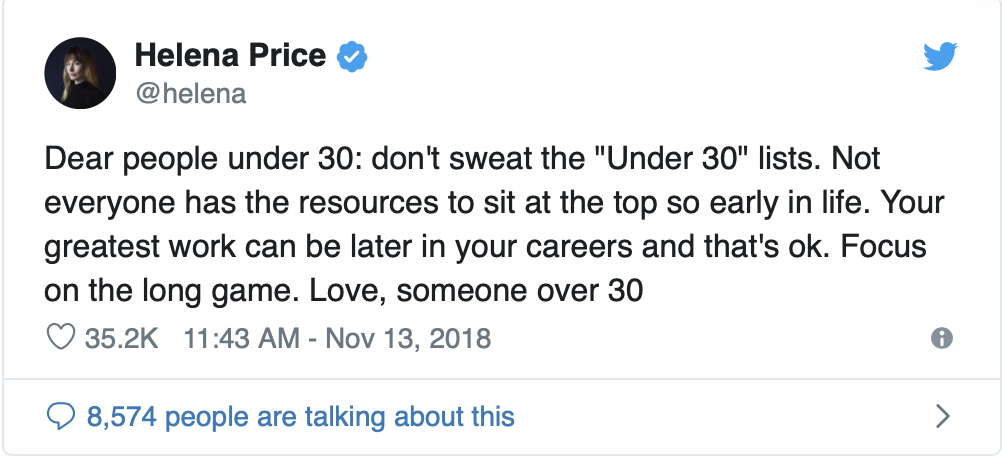 Helena Price
@helena
Dear people under 30: don't sweat the "Under 30" lists. Not
everyone has the resources to sit at the top so early in life. Your
greatest work can be later in your careers and that's ok. Focus
on the long game. Love, someone over 30
35.2K 11:43 AM - Nov 13, 2018
8,574 people are talking about this